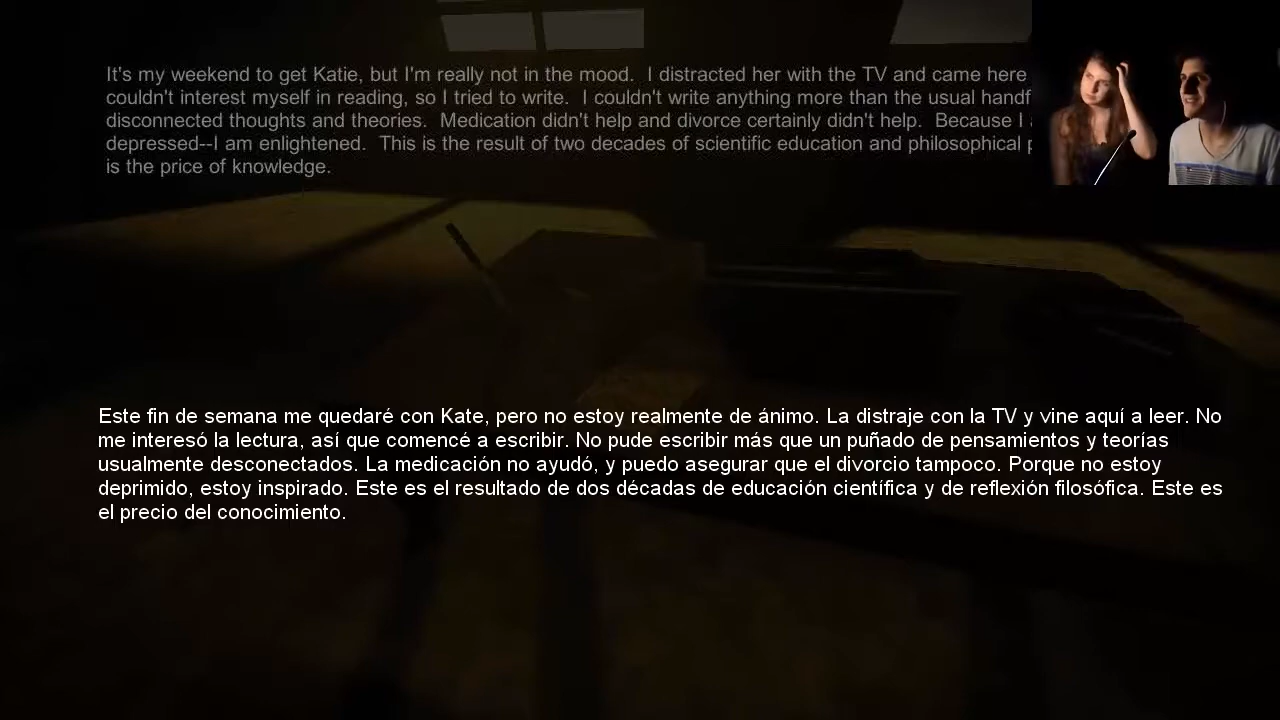 It's my weekend to get Katie, but I'm really not in the mood.  I distracted her with the TV and came here
couldn't interest myself in reading, so I tried to write.  I couldn't write anything more than the usual
disconnected thoughts and theories.  Medication didn't help and divorce certainly didn't help.  Because I
depressed--I am enlightened.  This is the result of two decades of scientific education and philosophical
is the price of knowledge.
Este fin de semana me quedaré con Kate, pero no estoy realmente de ánimo. La distraje con la TV y vine aquí a leer. No
me interesó la lectura, así que comencé a escribir. No pude escribir más que un puñado de pensamientos y teorías
usualmente desconectados. La medicación no ayudó, y puedo asegurar que el divorcio tampoco. Porque no estoy
deprimido, estoy inspirado. Este es el resultado de dos décadas de educación científica y de reflexión filosófica. Este es
el precio del conocimiento.